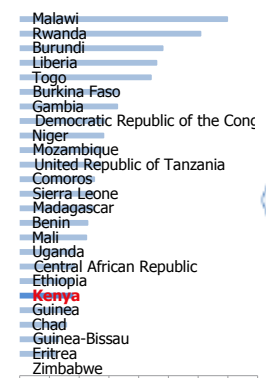 Malawi
Rwanda
Burundi
Liberia
Togo
Burkina Faso
Gambia
Democratic Republic of the Cong
Niger
Mozambique
United Republic of Tanzania
Comoros
Sierra Leone
Madagascar
Benin
Mali
Uganda
Central African Republic
Ethiopia
Kenya
Guinea
Chad
Guinea-Bissau
Eritrea
Zimbabwe